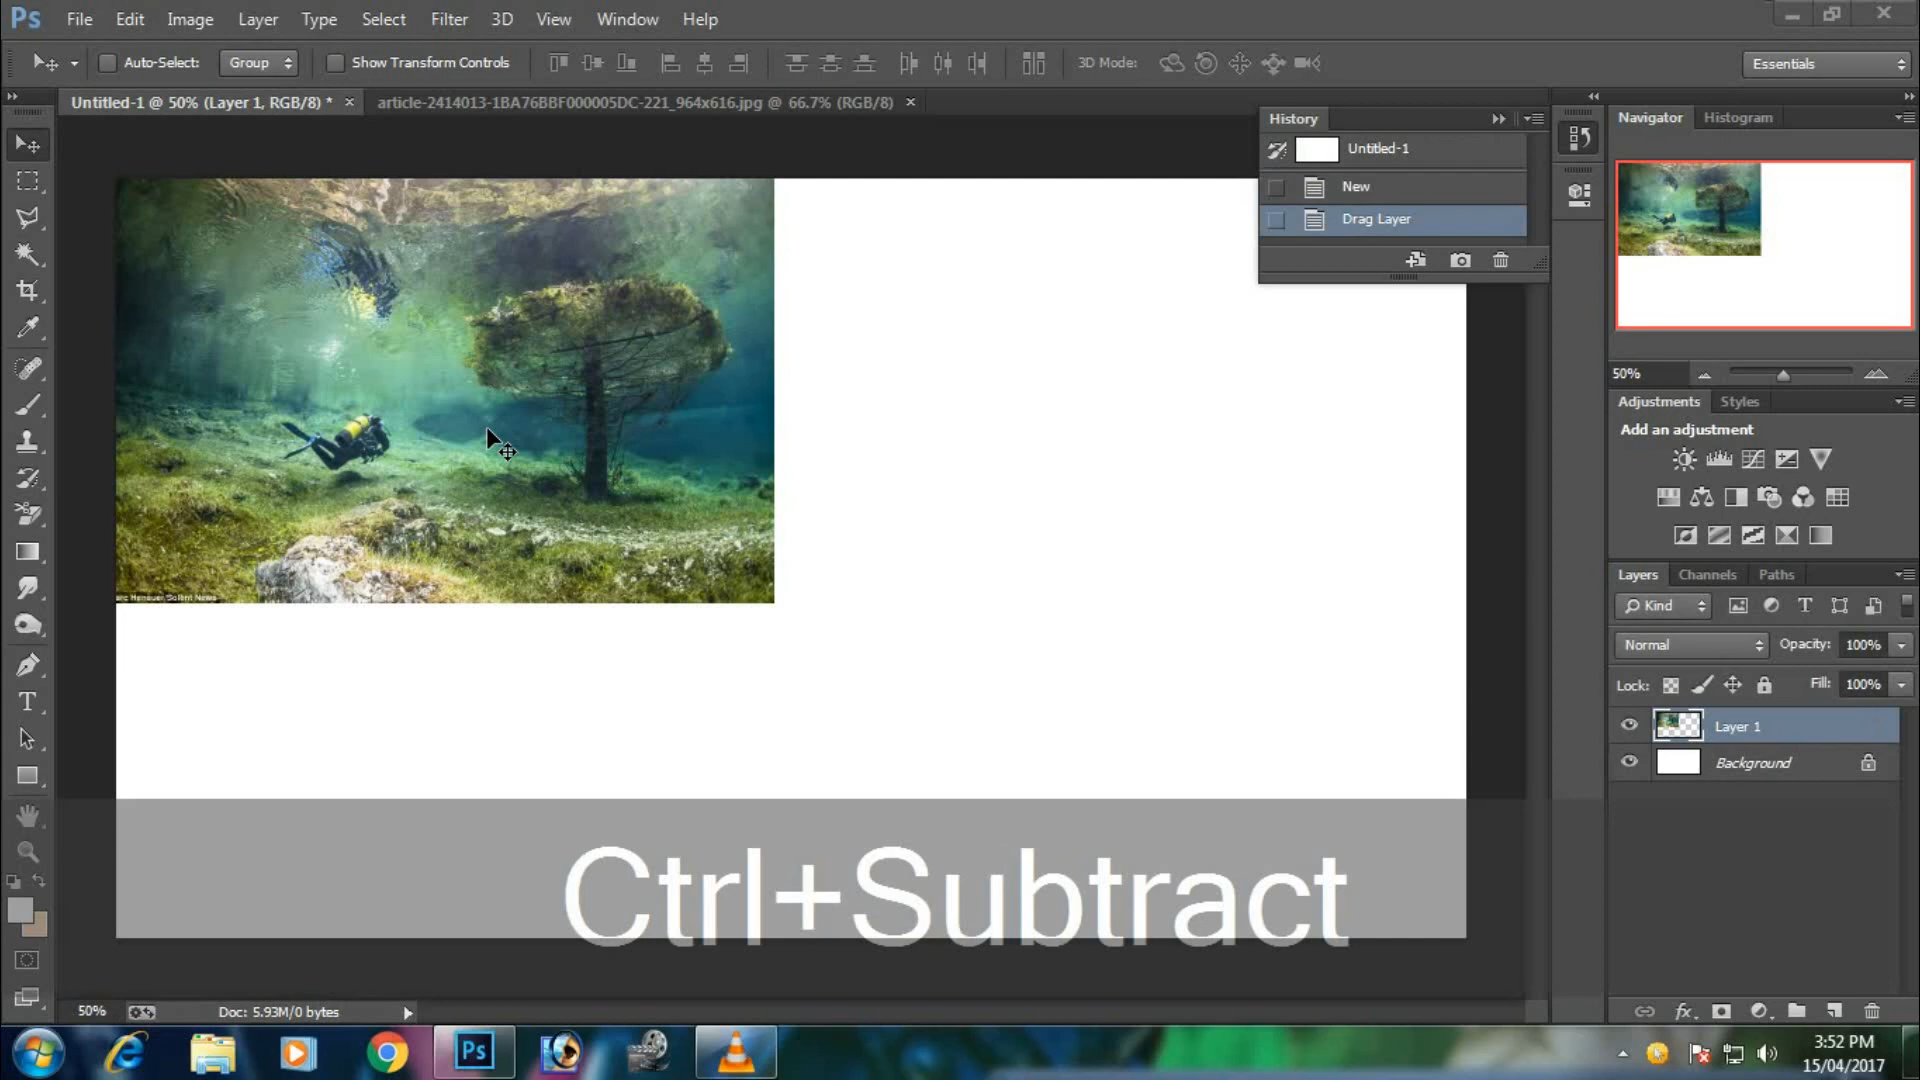 Ps File Edit Image Layer Type Select Filter 3D View Window Help
Auto-Select: Group Show Transform Controls 3D Mode: Essentials
Untitled-1 @ 50% (Layer 1, RGB/8) * × article-2414013-1BA76BBF000005DC-221_964x616.jpg @ 66.7% (RGB/8) ×
History
Untitled-1
New
Drag Layer
Navigator Histogram
50%
Adjustments Styles
Add an adjustment
Layers Channels Paths
Kind
Normal Opacity: 100%
Lock: Fill: 100%
Layer 1
Background
Ctrl+Subtract
50% Doc: 5.93M/0 bytes
Ps
3:52 PM
15/04/2017